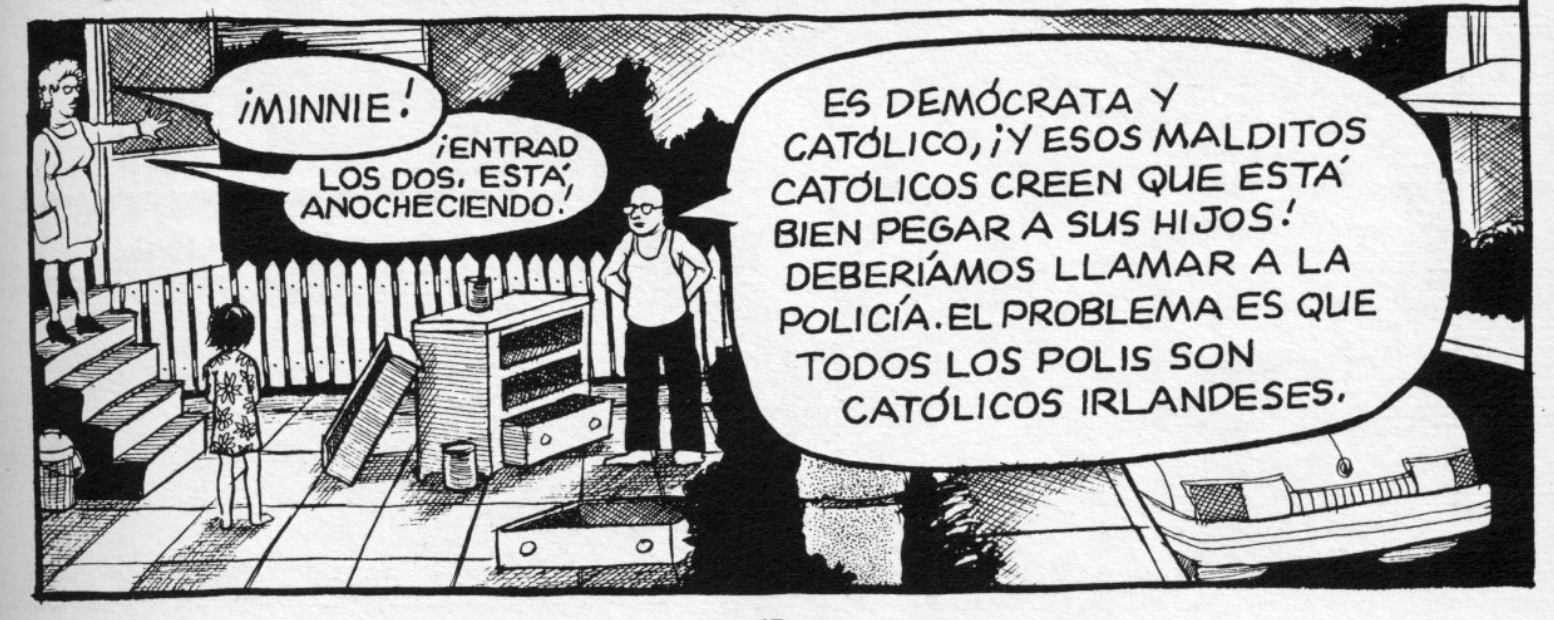 ¡MINNIE!
¡ENTRAD
LOS DOS. ESTÁ
ANOCHECIENDO!
ES DEMÓCRATA Y
CATÓLICO, ¡Y ESOS MALDITOS
CATÓLICOS CREEN QUE ESTÁ
BIEN PEGAR A SUS HIJOS!
DEBERÍAMOS LLAMAR A LA
POLICÍA. EL PROBLEMA ES QUE
TODOS LOS POLIS SON
CATÓLICOS IRLANDESES.